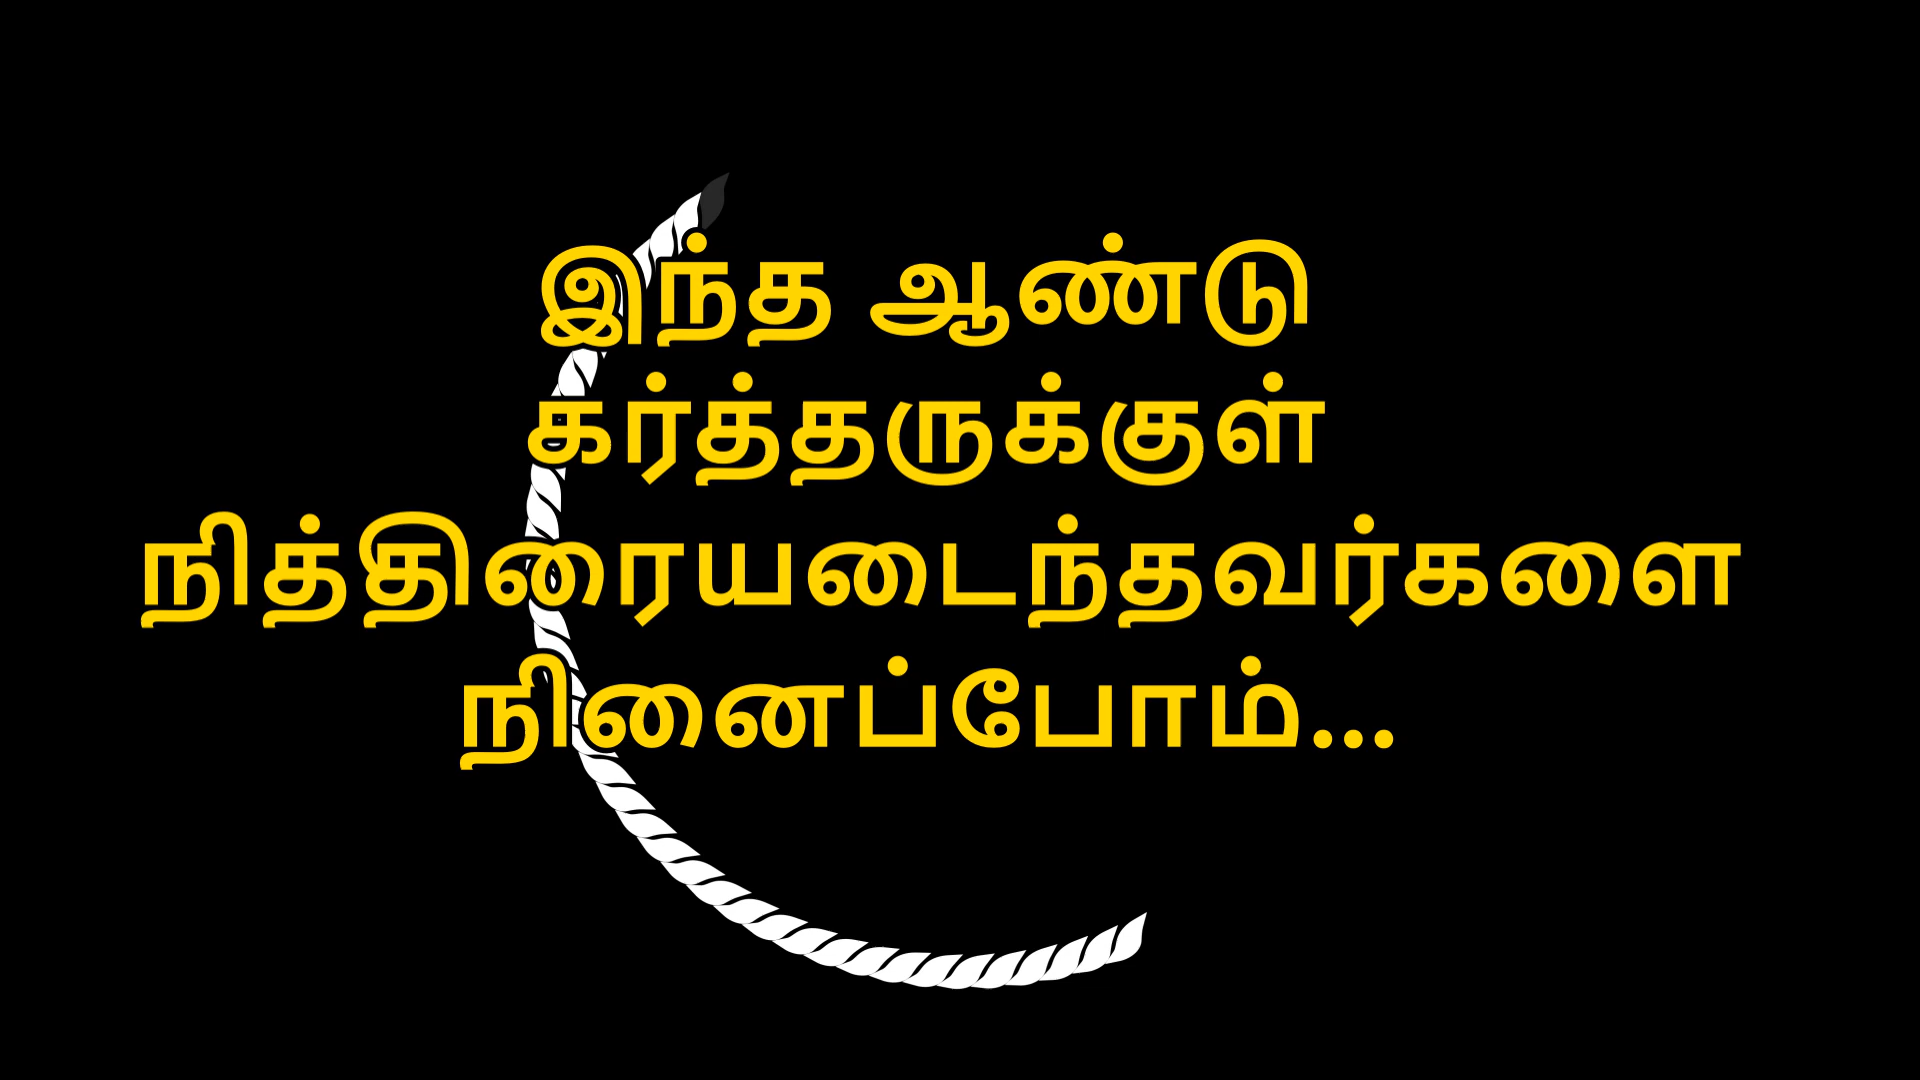 இந்த ஆண்டு
கர்த்தருக்குள்
நித்திரையடைந்தவர்களை
நினைப்போம்...